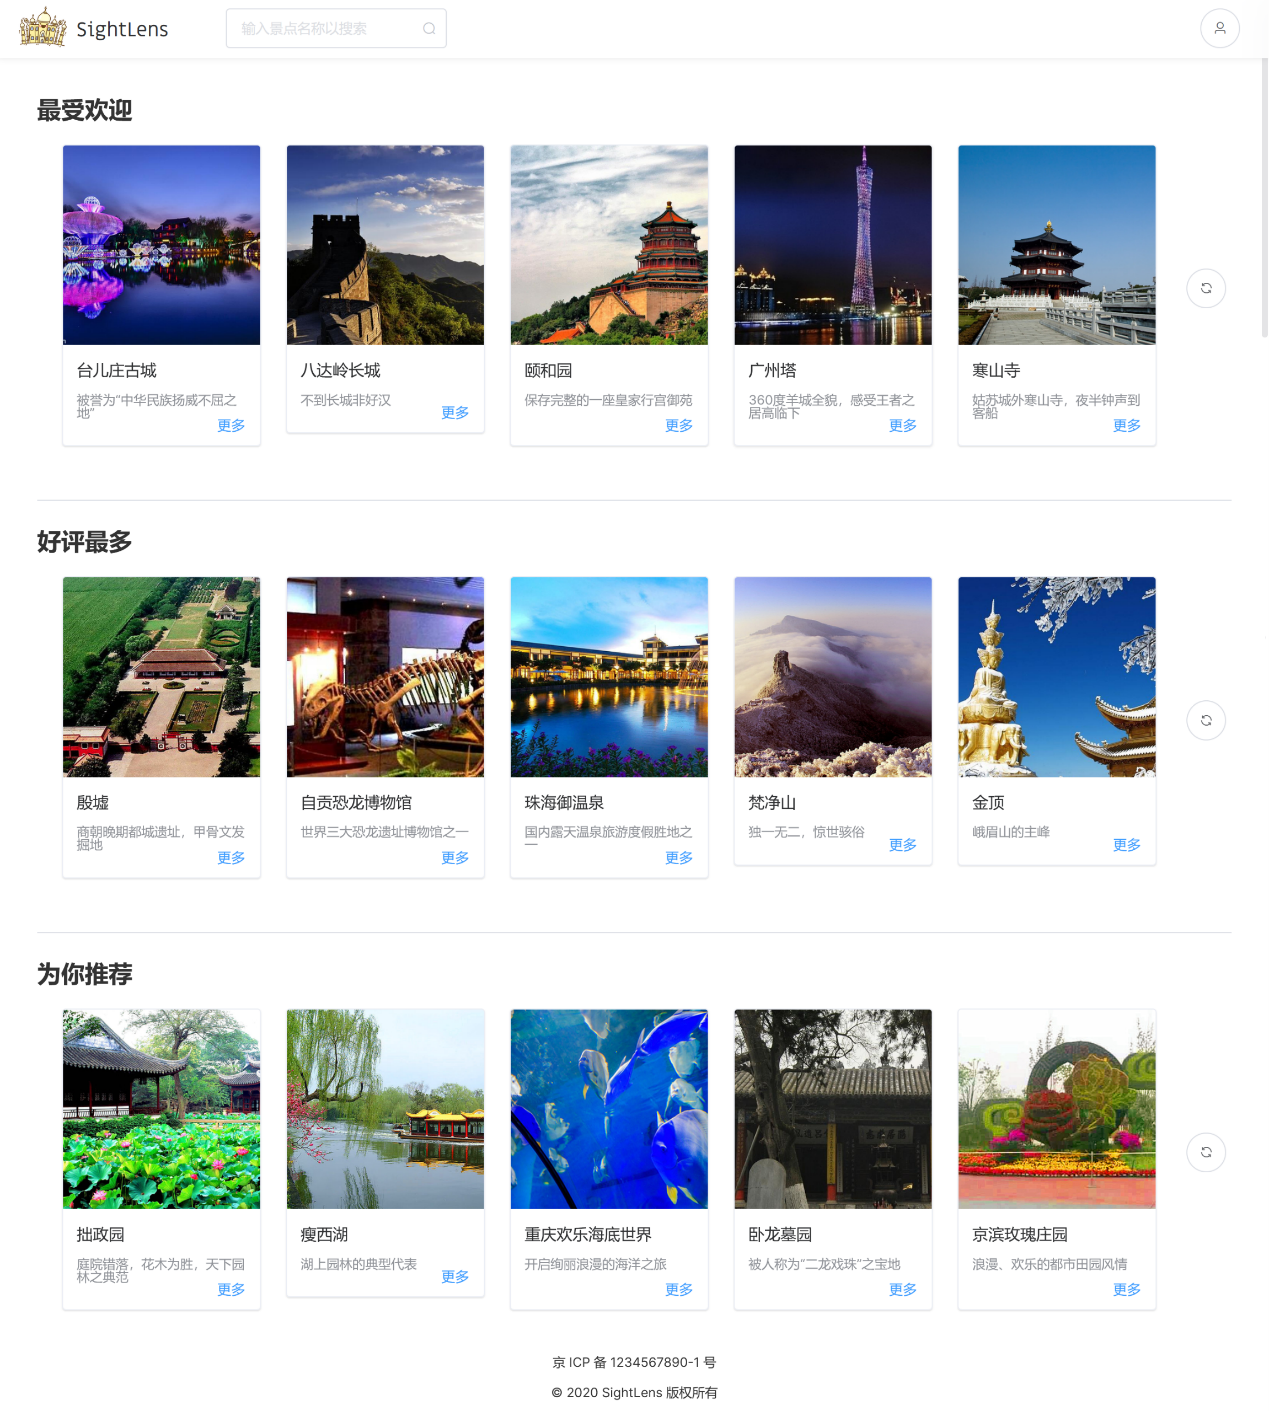 SightLens
输入景点名称以搜索
最受欢迎
台儿庄古城
被誉为“中华民族扬威不屈之
地”
更多
八达岭长城
不到长城非好汉
更多
颐和园
保存完整的一座皇家行宫御苑
更多
广州塔
360度羊城全貌，感受王者之
居高临下
更多
寒山寺
姑苏城外寒山寺，夜半钟声到
客船
更多
好评最多
殷墟
商朝晚期都城遗址，甲骨文发
掘地
更多
自贡恐龙博物馆
世界三大恐龙遗址博物馆之一
更多
珠海御温泉
国内露天温泉旅游度假胜地之
一
更多
梵净山
独一无二，惊世骇俗
更多
金顶
峨眉山的主峰
更多
为你推荐
拙政园
庭院错落，花木为胜，天下园
林之典范
更多
瘦西湖
湖上园林的典型代表
更多
重庆欢乐海底世界
开启绚丽浪漫的海洋之旅
更多
卧龙墓园
被人称为“二龙戏珠”之宝地
更多
京滨玫瑰庄园
浪漫、欢乐的都市田园风情
更多
京 ICP 备 1234567890-1 号
© 2020 SightLens 版权所有